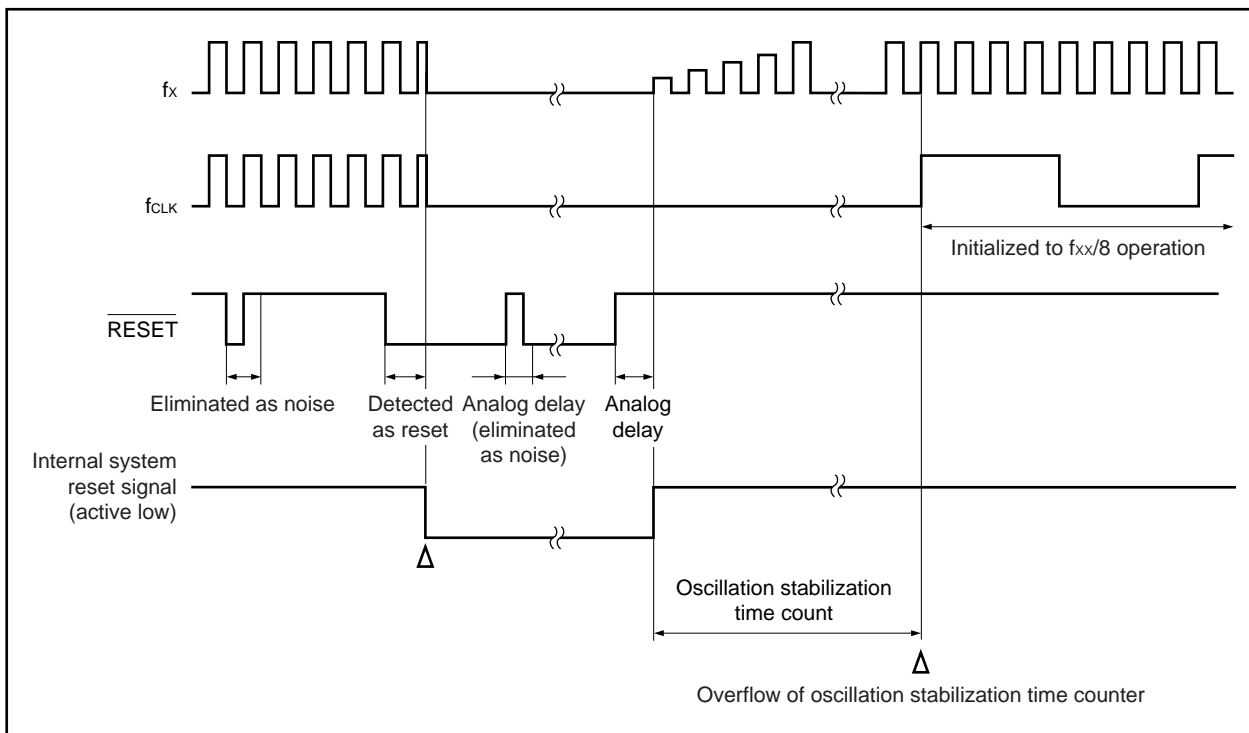 fX
fCLK
Initialized to fXX/8 operation
RESET
Eliminated as noise
Detected
as reset
Analog delay
(eliminated
as noise)
Analog
delay
Internal system
reset signal
(active low)
Oscillation stabilization
time count
Overflow of oscillation stabilization time counter